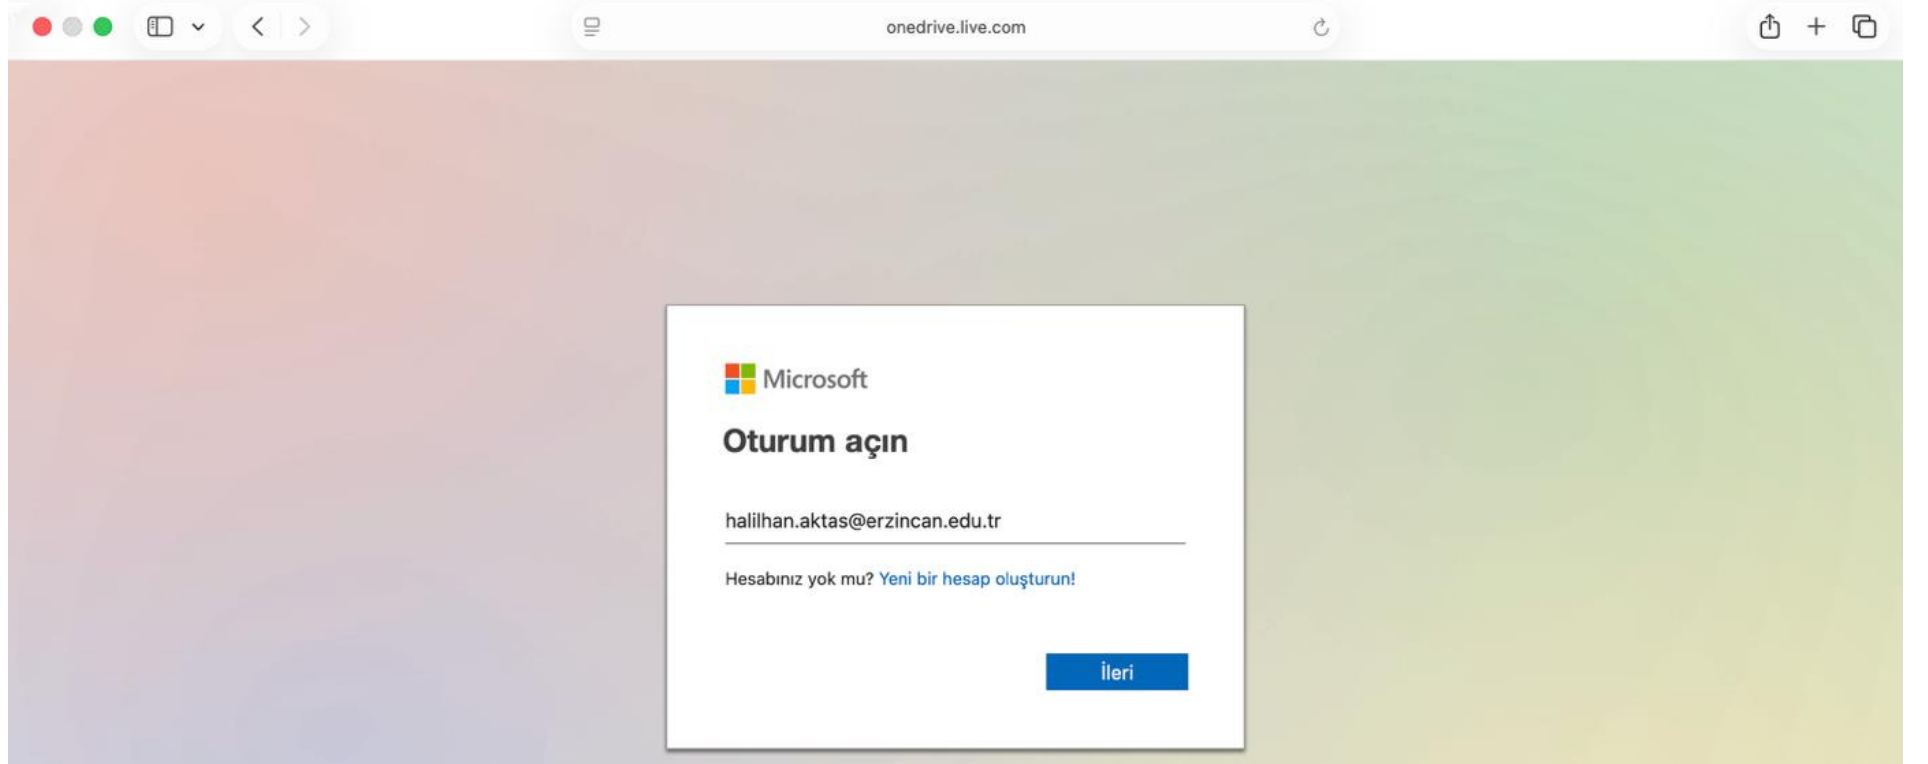 onedrive.live.com
Microsoft
Oturum açın
halilhan.aktas@erzincan.edu.tr
Hesabınız yok mu? Yeni bir hesap oluşturun!
İleri